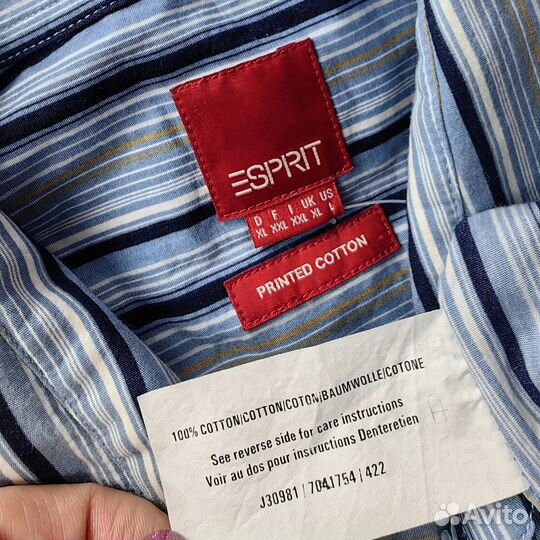 ESPRIT
D F I UK US
XL XXL XXL XL L
PRINTED COTTON
100% COTTON/COTTON/COTON/BAUMWOLLE/COTONE
See reverse side for care instructions
Voir au dos pour instructions Denteretien
J30981 | 7041754 | 422
Avito